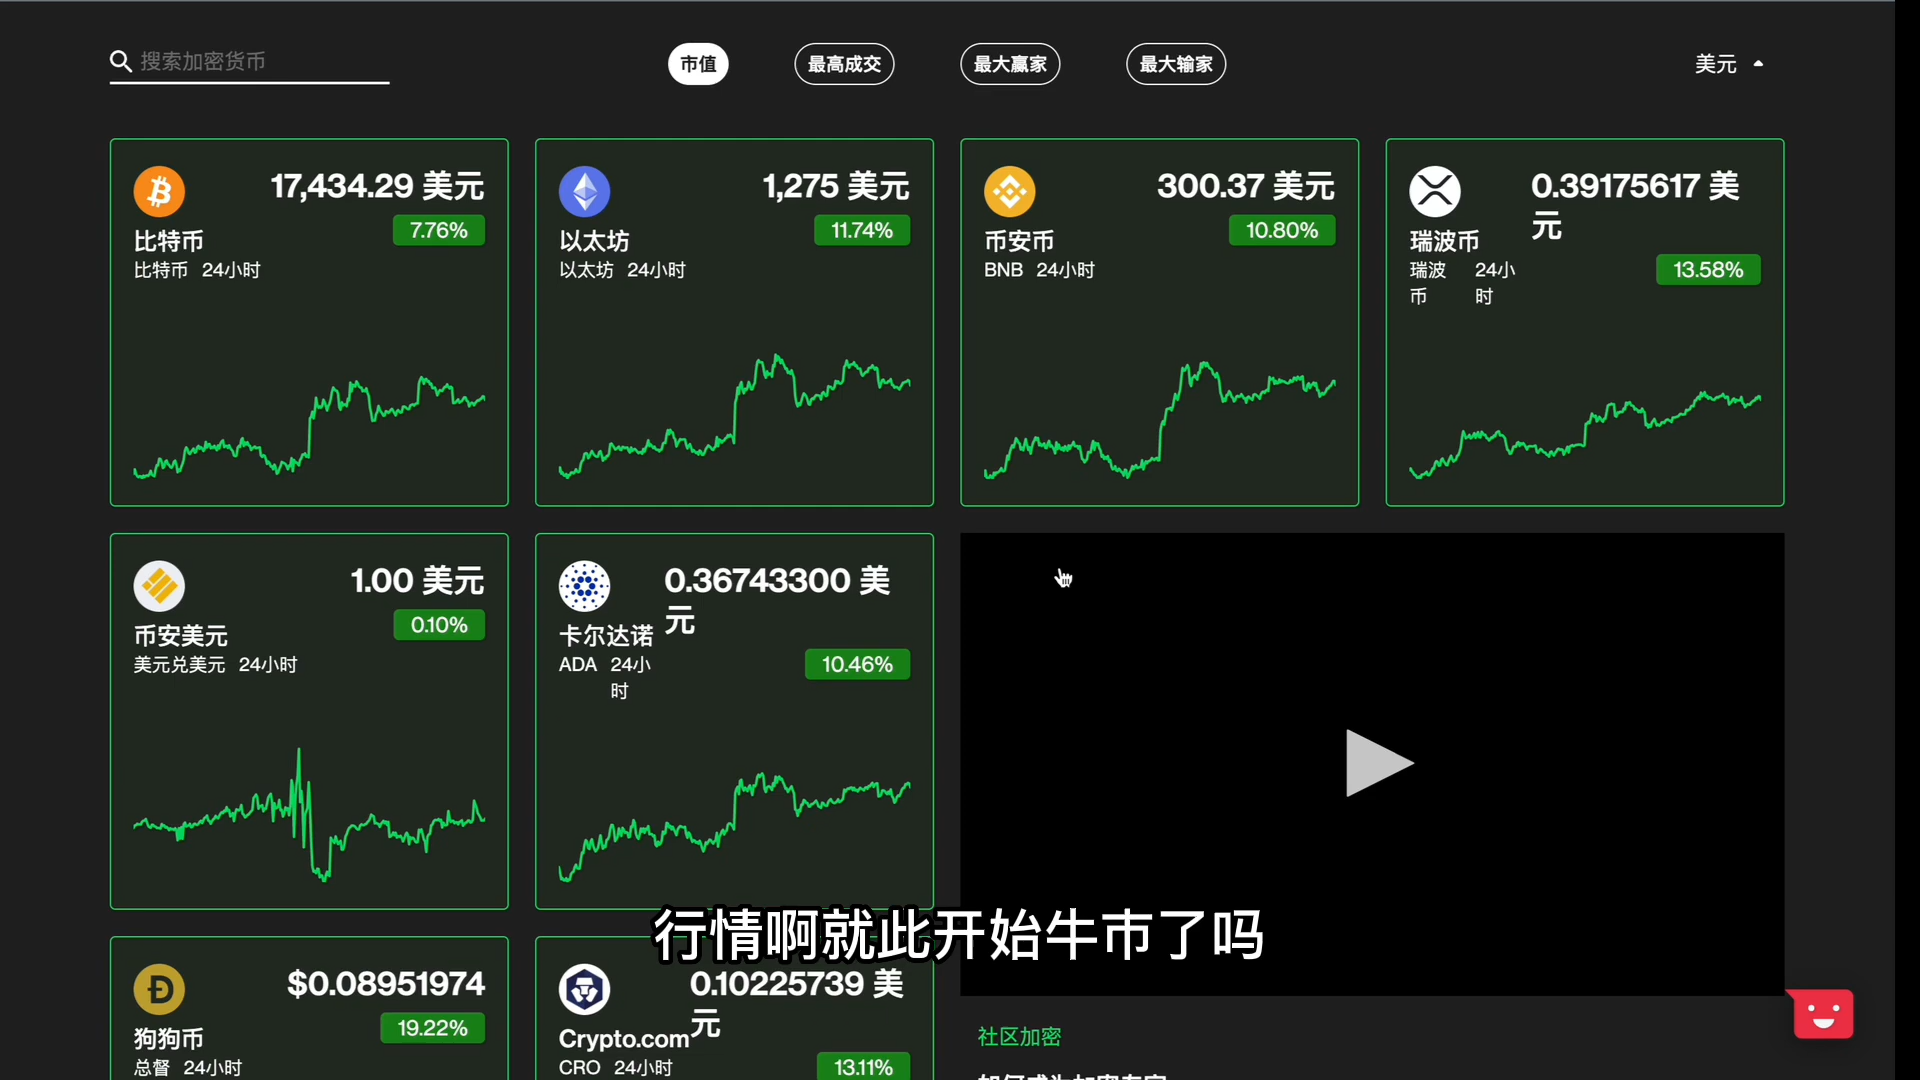 搜索加密货币
市值
最高成交
最大赢家
最大输家
美元
17,434.29 美元
7.76%
比特币
比特币 24小时
1,275 美元
11.74%
以太坊
以太坊 24小时
300.37 美元
10.80%
币安币
BNB 24小时
0.39175617 美
元
瑞波币
13.58%
瑞波 24小
币 时
1.00 美元
0.10%
币安美元
美元兑美元 24小时
0.36743300 美
元
卡尔达诺
ADA 24小
时
10.46%
行情啊就此开始牛市了吗
$0.08951974
19.22%
狗狗币
总督 24小时
0.10225739 美
元
Crypto.com
CRO 24小时
13.11%
社区加密